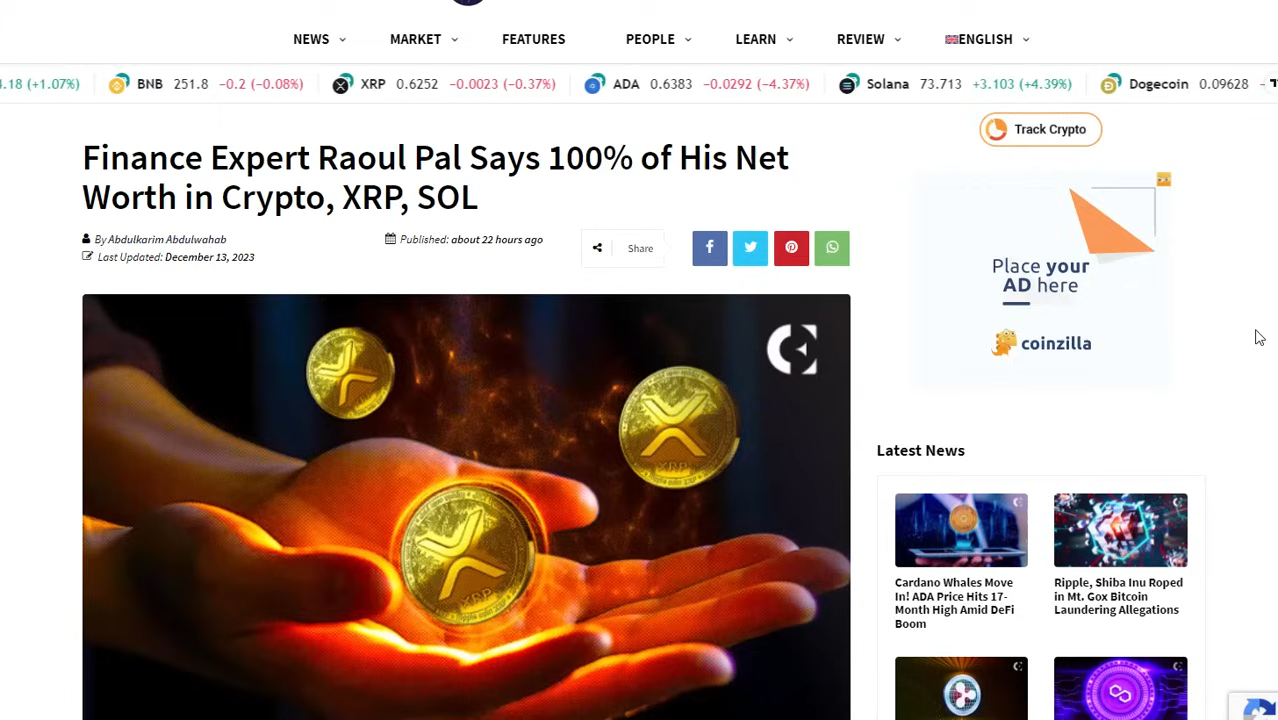 NEWS
MARKET
FEATURES
PEOPLE
LEARN
REVIEW
ENGLISH
4.18 (+1.07%)
BNB 251.8 −0.2 (−0.08%)
XRP 0.6252 −0.0023 (−0.37%)
ADA 0.6383 −0.0292 (−4.37%)
Solana 73.713 +3.103 (+4.39%)
Dogecoin 0.09628
Track Crypto
Finance Expert Raoul Pal Says 100% of His Net
Worth in Crypto, XRP, SOL
By Abdulkarim Abdulwahab
Published: about 22 hours ago
Last Updated: December 13, 2023
Share
Place your
AD here
coinzilla
XRP
XRP
Latest News
Cardano Whales Move
In! ADA Price Hits 17-
Month High Amid DeFi
Boom
Ripple, Shiba Inu Roped
in Mt. Gox Bitcoin
Laundering Allegations